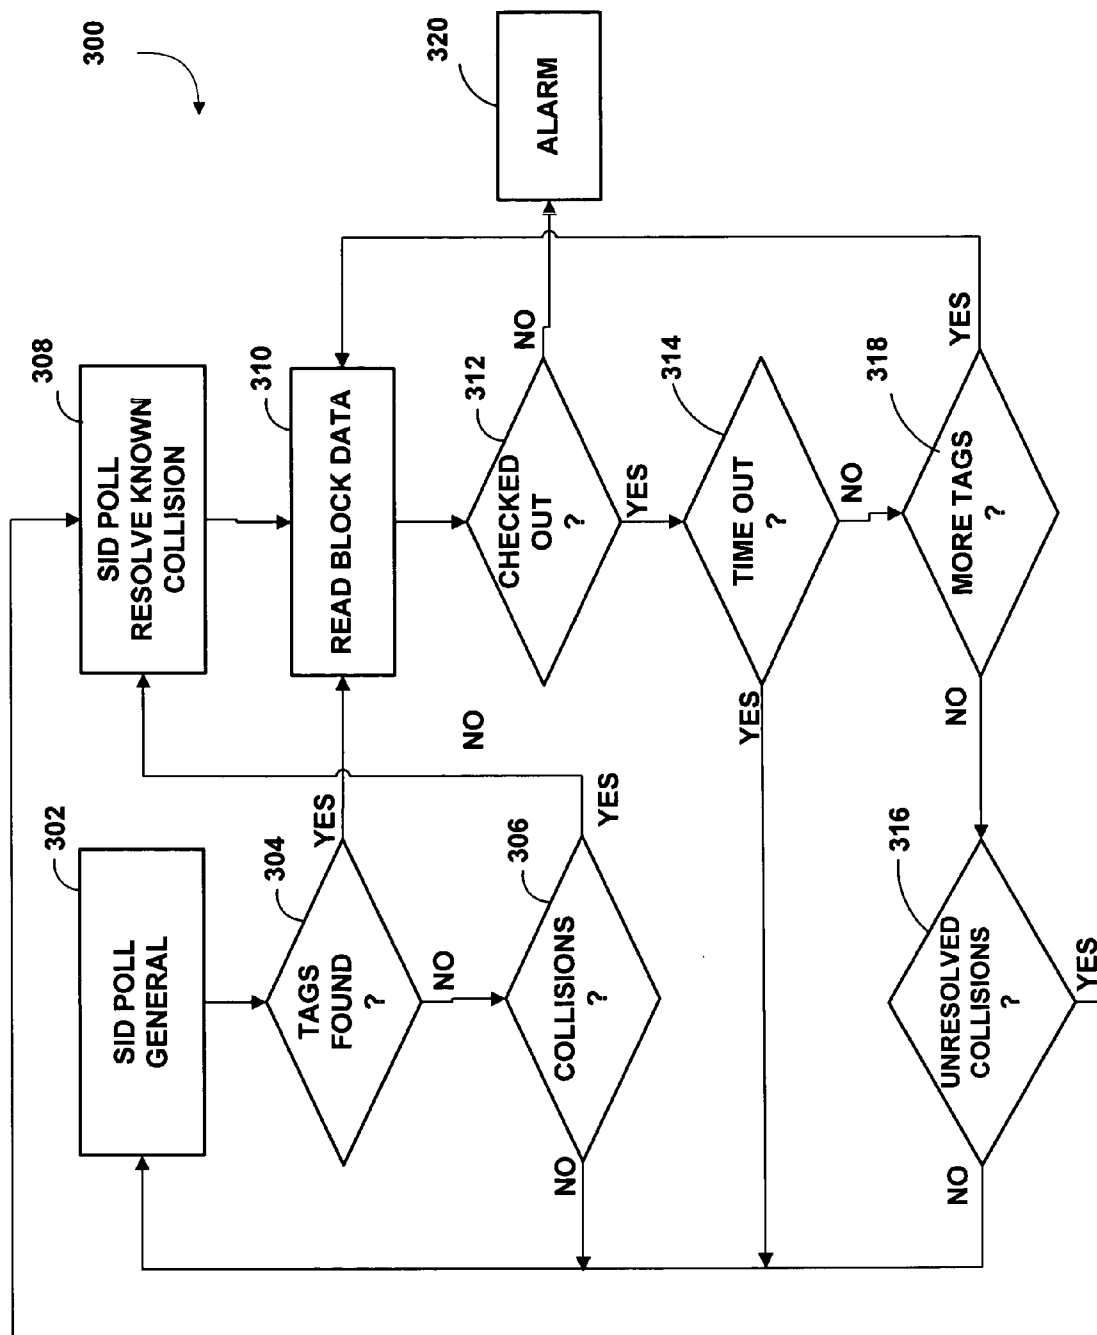 300
302
SID POLL
GENERAL
304
TAGS
FOUND
?
YES
NO
306
COLLISIONS
?
YES
NO
NO
308
SID POLL
RESOLVE KNOWN
COLLISION
310
READ BLOCK DATA
312
CHECKED
OUT
?
NO
YES
320
ALARM
314
TIME OUT
?
YES
NO
318
MORE TAGS
?
YES
NO
316
UNRESOLVED
COLLISIONS
?
NO
YES